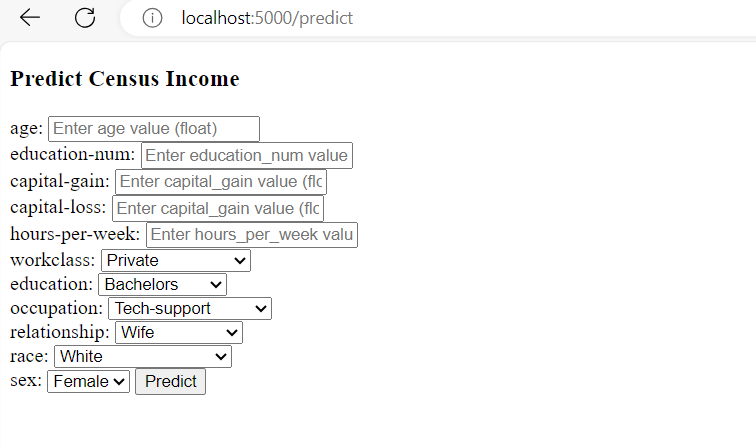 localhost:5000/predict
Predict Census Income
age: Enter age value (float)
education-num: Enter education_num value
capital-gain: Enter capital_gain value (flo
capital-loss: Enter capital_gain value (flo
hours-per-week: Enter hours_per_week valu
workclass: Private
education: Bachelors
occupation: Tech-support
relationship: Wife
race: White
sex: Female Predict